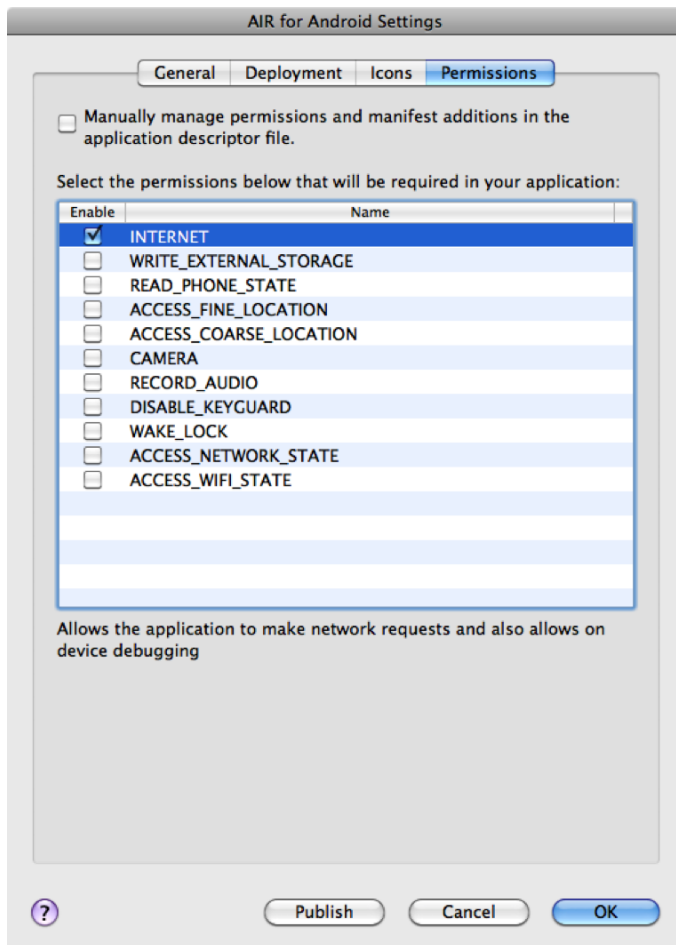 AIR for Android Settings
General Deployment Icons Permissions
Manually manage permissions and manifest additions in the
application descriptor file.
Select the permissions below that will be required in your application:
Enable Name
INTERNET
WRITE_EXTERNAL_STORAGE
READ_PHONE_STATE
ACCESS_FINE_LOCATION
ACCESS_COARSE_LOCATION
CAMERA
RECORD_AUDIO
DISABLE_KEYGUARD
WAKE_LOCK
ACCESS_NETWORK_STATE
ACCESS_WIFI_STATE
Allows the application to make network requests and also allows on
device debugging
? Publish Cancel OK